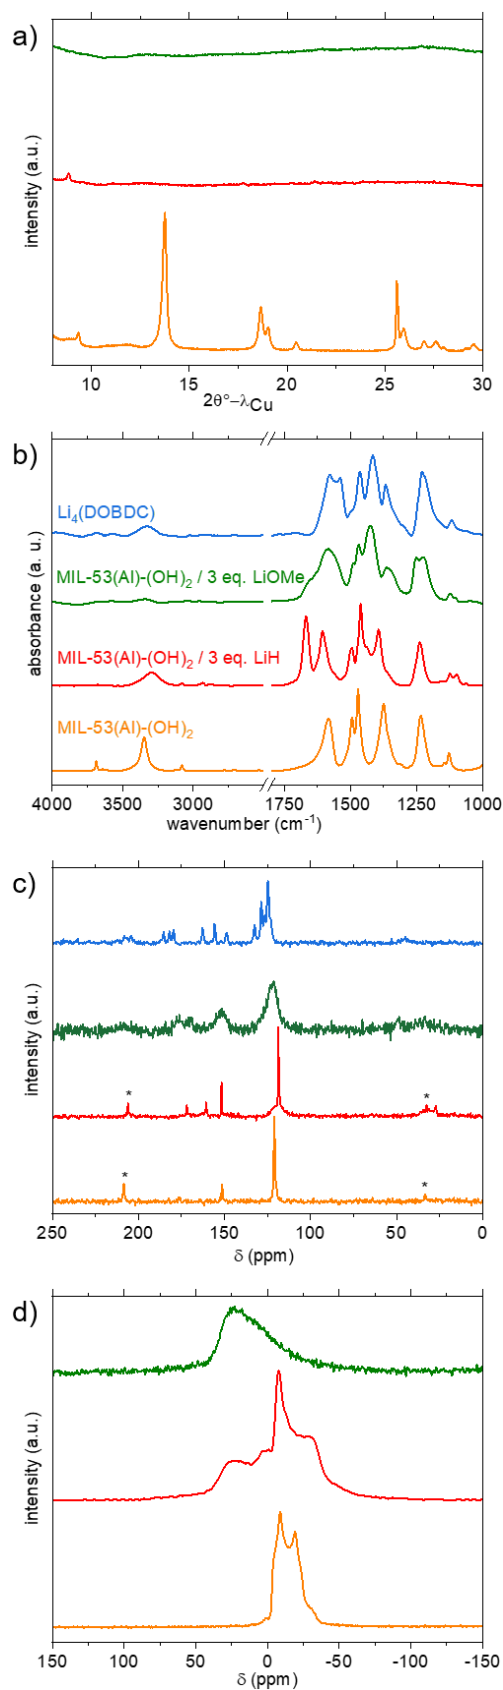 a)
intensity (a.u.)
10 15 20 25 30
2θ°–λCu
b)
absorbance (a. u.)
Li₄(DOBDC)
MIL-53(Al)-(OH)₂ / 3 eq. LiOMe
MIL-53(Al)-(OH)₂ / 3 eq. LiH
MIL-53(Al)-(OH)₂
4000 3500 3000 1750 1500 1250 1000
wavenumber (cm⁻¹)
c)
intensity (a.u.)
* *
* *
250 200 150 100 50 0
δ (ppm)
d)
intensity (a.u.)
150 100 50 0 -50 -100 -150
δ (ppm)